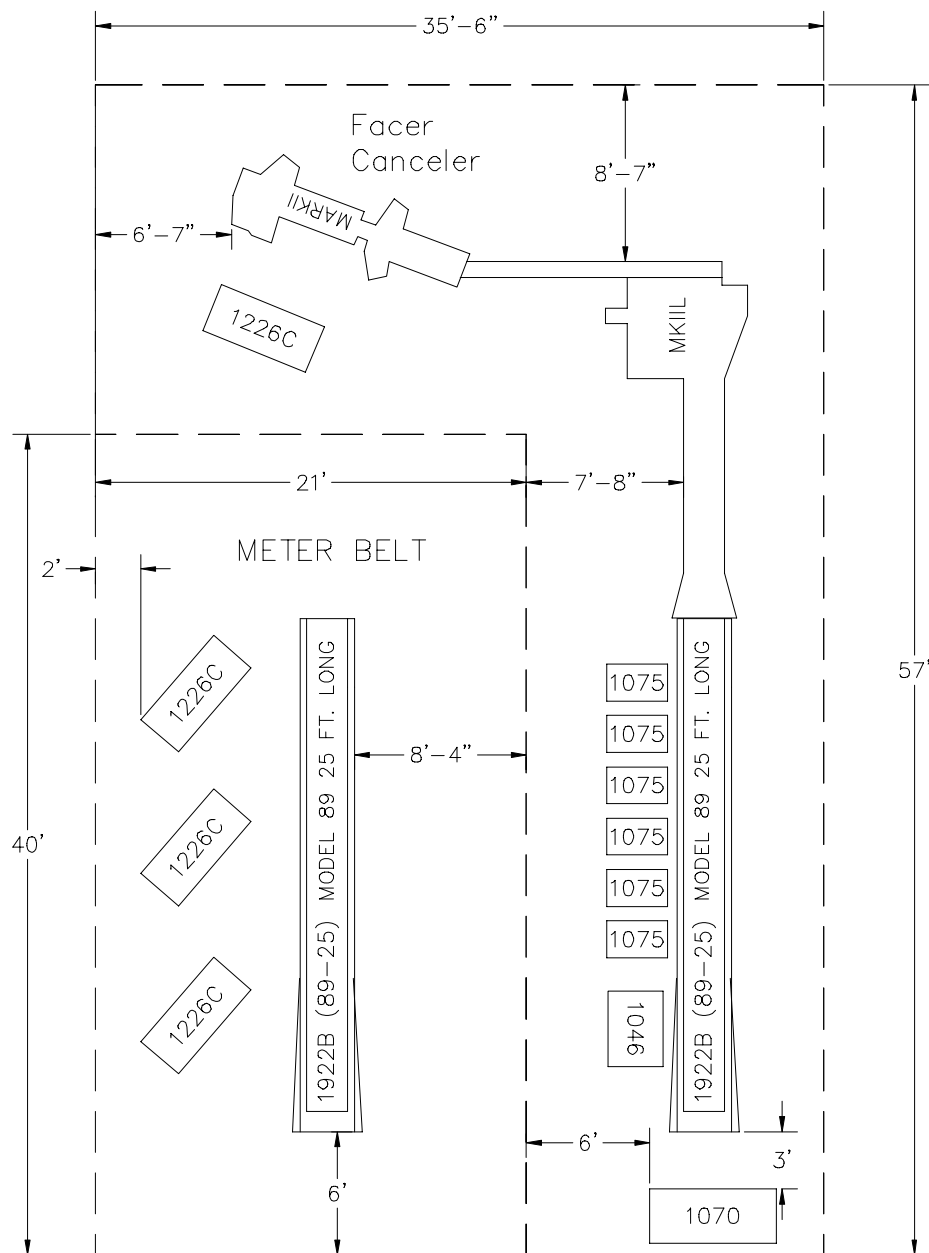 35'-6"
Facer
Canceler
8'-7"
MARKII
6'-7"
1226C
MKIIL
21'
7'-8"
METER BELT
2'
57'
1226C
1075
1075
8'-4"
1075
40'
1226C
1075
1075
1075
1226C
1046
1922B (89-25) MODEL 89 25 FT. LONG
1922B (89-25) MODEL 89 25 FT. LONG
6'
3'
6'
1070